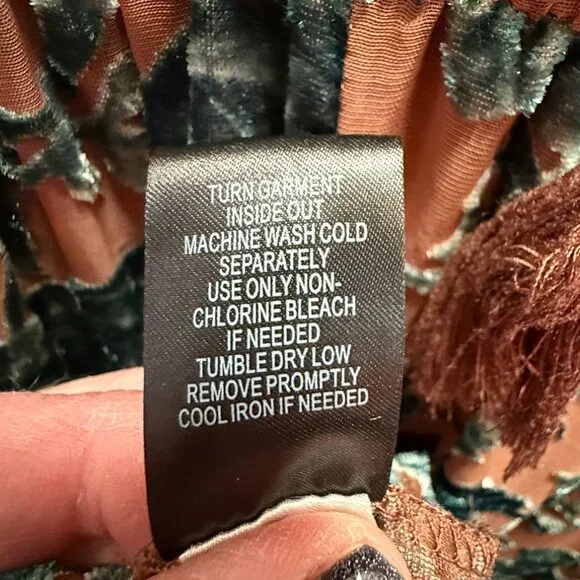 TURN GARMENT
INSIDE OUT
MACHINE WASH COLD
SEPARATELY
USE ONLY NON-
CHLORINE BLEACH
IF NEEDED
TUMBLE DRY LOW
REMOVE PROMPTLY
COOL IRON IF NEEDED